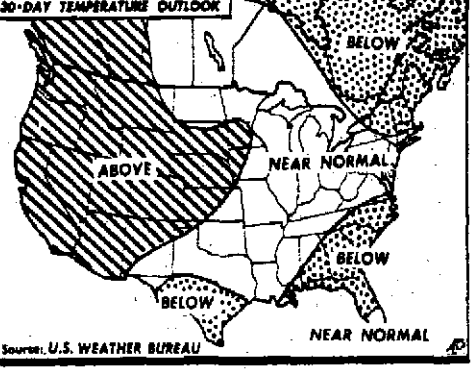 30-DAY TEMPERATURE OUTLOOK
BELOW
ABOVE
NEAR NORMAL
BELOW
BELOW
NEAR NORMAL
Source: U.S. WEATHER BUREAU
AP